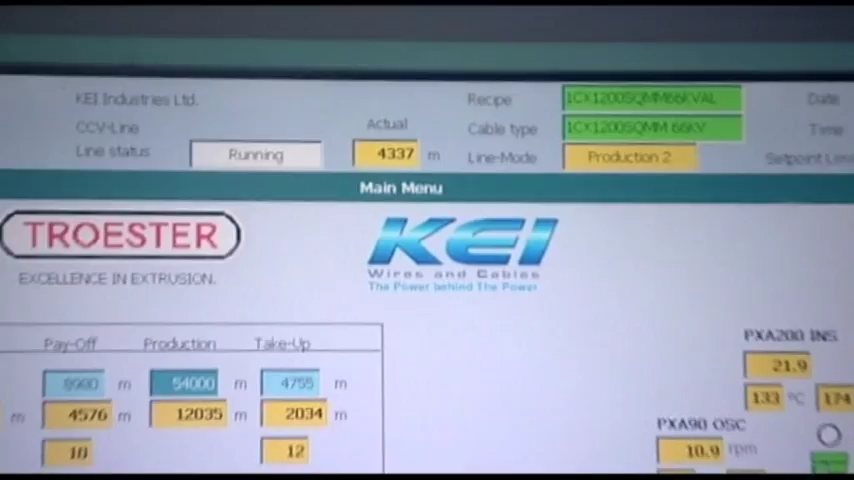 KEI Industries Ltd.
CCV-Line
Line status Running
Actual
4337 m
Recipe 1CX1200SQMM66KVAL
Cable type 1CX1200SQMM 66KV
Line-Mode Production 2
Date
Time
Setpoint
Main Menu
TROESTER
EXCELLENCE IN EXTRUSION.
KEI
Wires and Cables
The Power behind The Power
Pay-Off Production Take-Up
m 54000 m 4755 m
m 4576 m 12035 m 2034 m
10 12
PXA200 INS
21.9
133 °C 174
PXA90 OSC
10.9 rpm